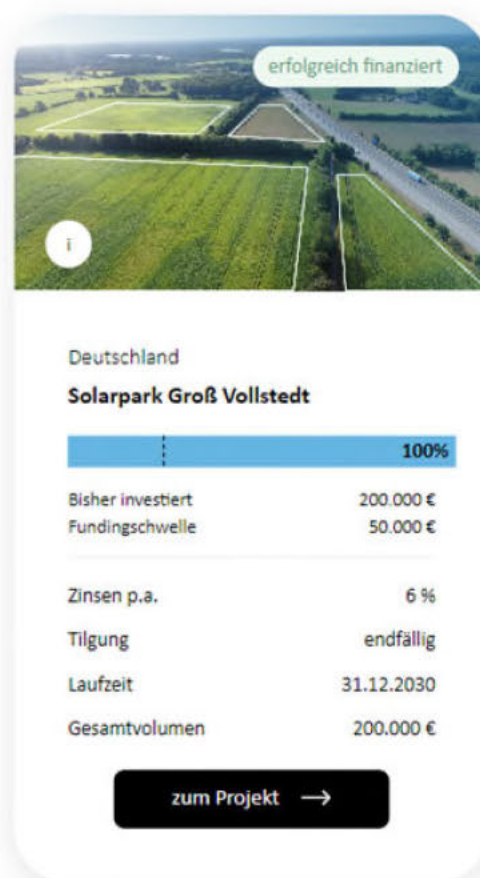 erfolgreich finanziert
i
Deutschland
Solarpark Groß Vollstedt
100%
Bisher investiert 200.000 €
Fundingschwelle 50.000 €
Zinsen p.a. 6 %
Tilgung endfällig
Laufzeit 31.12.2030
Gesamtvolumen 200.000 €
zum Projekt →